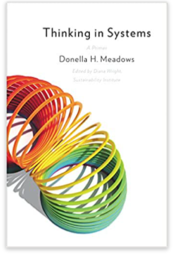 Thinking in Systems
A Primer
Donella H. Meadows
Edited by Diana Wright,
Sustainability Institute